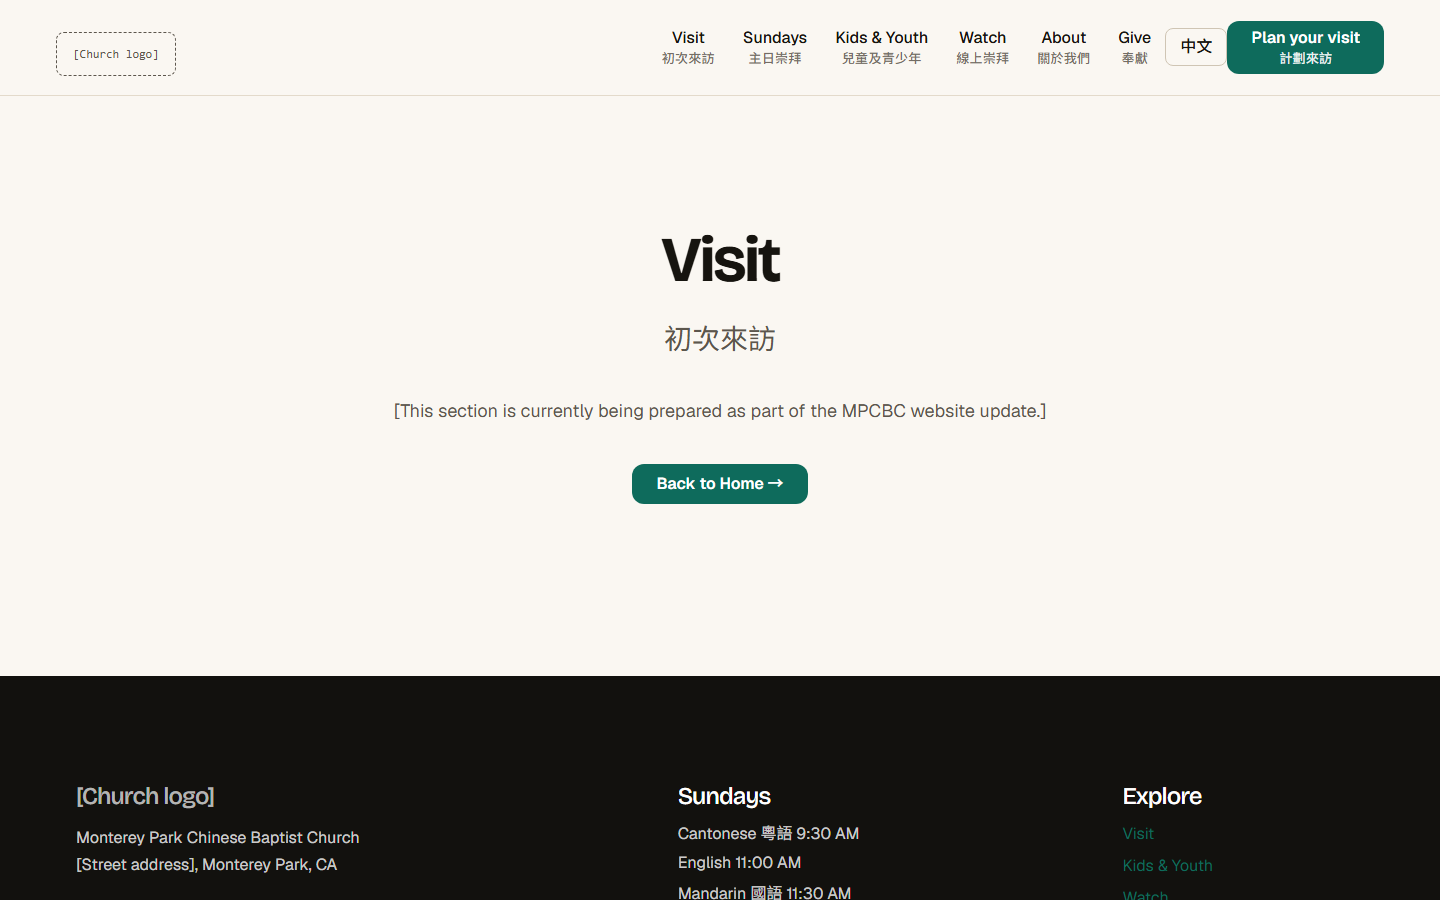 [Church logo]
Visit
初次來訪
Sundays
主日崇拜
Kids & Youth
兒童及青少年
Watch
線上崇拜
About
關於我們
Give
奉獻
中文
Plan your visit
計劃來訪
Visit
初次來訪
[This section is currently being prepared as part of the MPCBC website update.]
Back to Home →
[Church logo]
Monterey Park Chinese Baptist Church
[Street address], Monterey Park, CA
Sundays
Cantonese 粵語 9:30 AM
English 11:00 AM
Mandarin 國語 11:30 AM
Explore
Visit
Kids & Youth
Watch